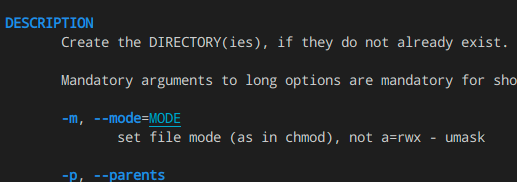 DESCRIPTION
Create the DIRECTORY(ies), if they do not already exist.
Mandatory arguments to long options are mandatory for sho
-m, --mode=MODE
set file mode (as in chmod), not a=rwx - umask
-p, --parents